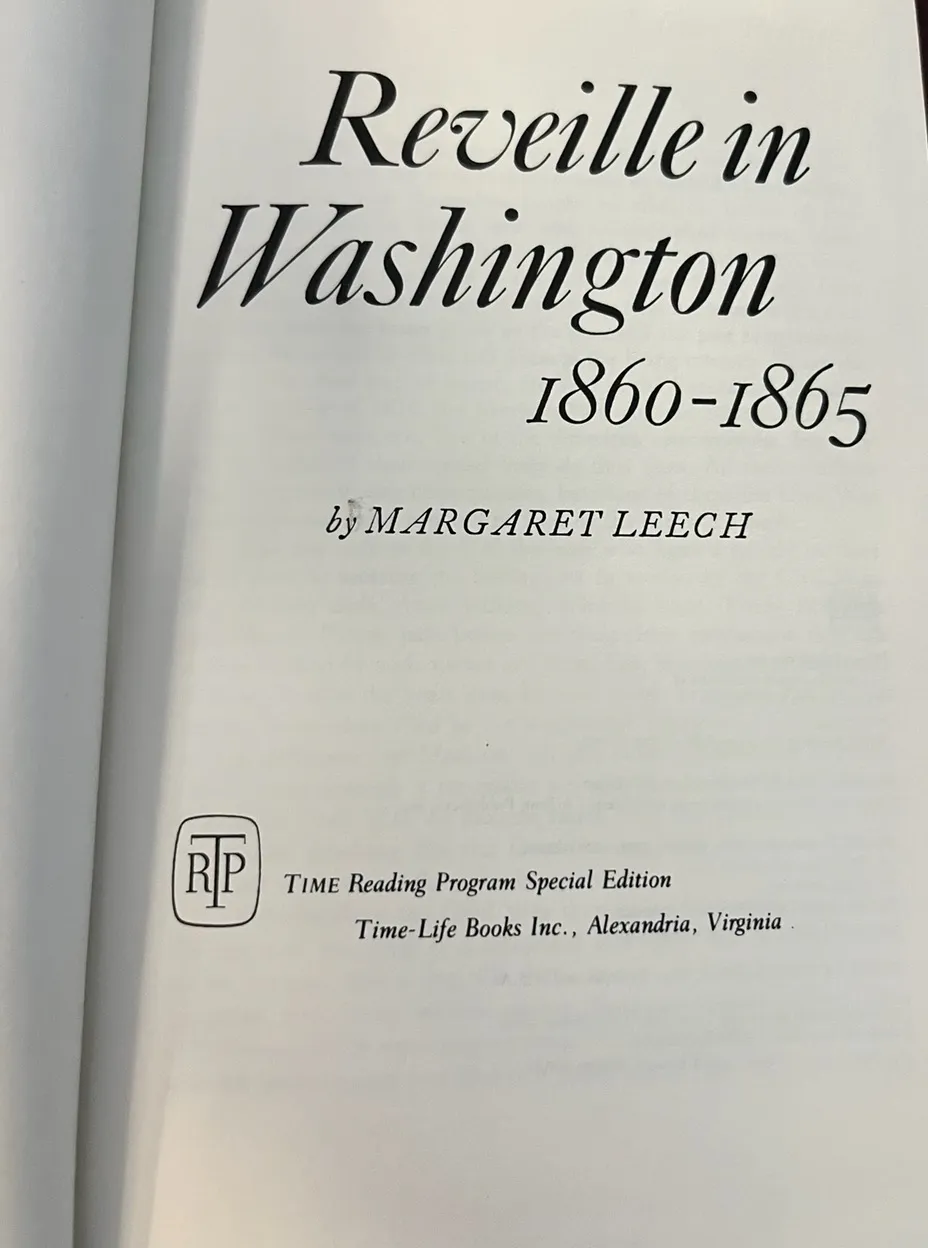 Reveille in
Washington
1860-1865
by MARGARET LEECH
RTP
TIME Reading Program Special Edition
Time-Life Books Inc., Alexandria, Virginia